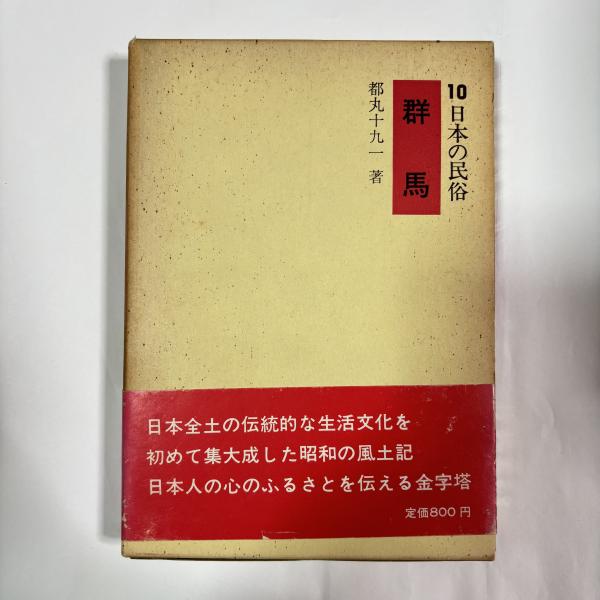 10 日本の民俗
群馬
都丸十九一 著
日本全土の伝統的な生活文化を
初めて集大成した昭和の風土記
日本人の心のふるさとを伝える金字塔
定価800円